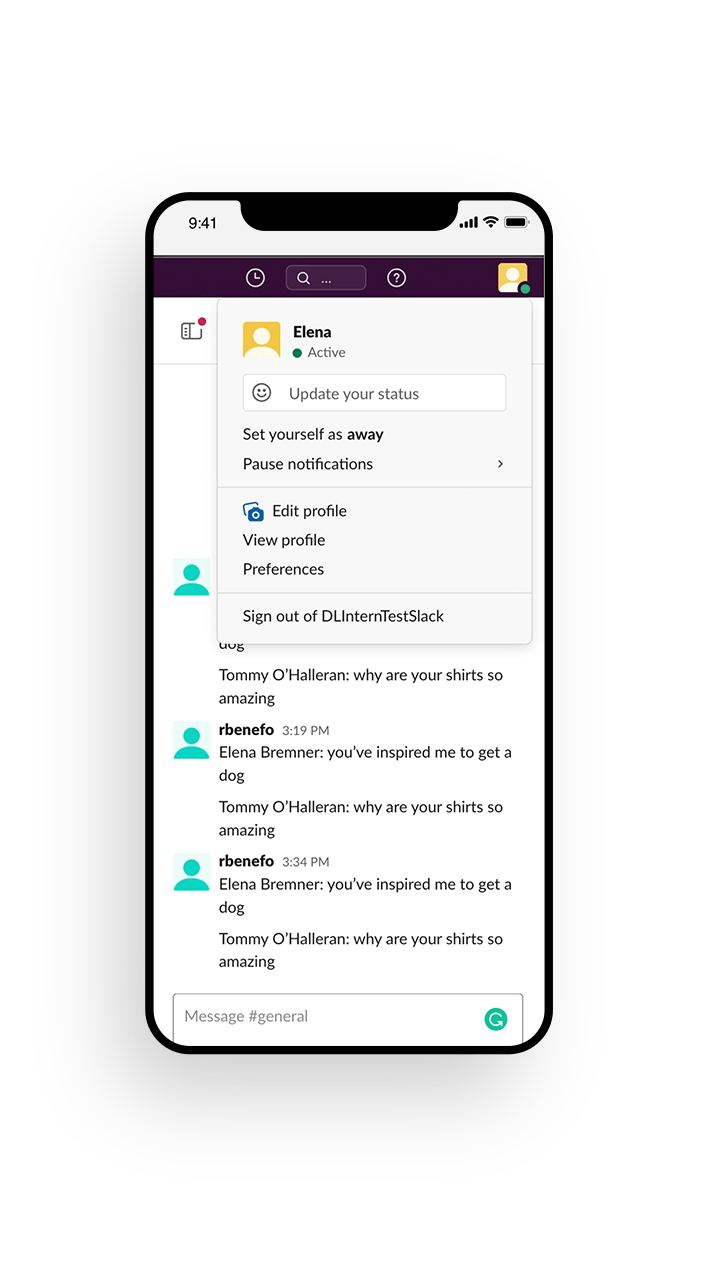 9:41
...
Elena
Active
Update your status
Set yourself as away
Pause notifications
Edit profile
View profile
Preferences
Sign out of DLInternTestSlack
dog
Tommy O’Halleran: why are your shirts so
amazing
rbenefo 3:19 PM
Elena Bremner: you’ve inspired me to get a
dog
Tommy O’Halleran: why are your shirts so
amazing
rbenefo 3:34 PM
Elena Bremner: you’ve inspired me to get a
dog
Tommy O’Halleran: why are your shirts so
amazing
Message #general